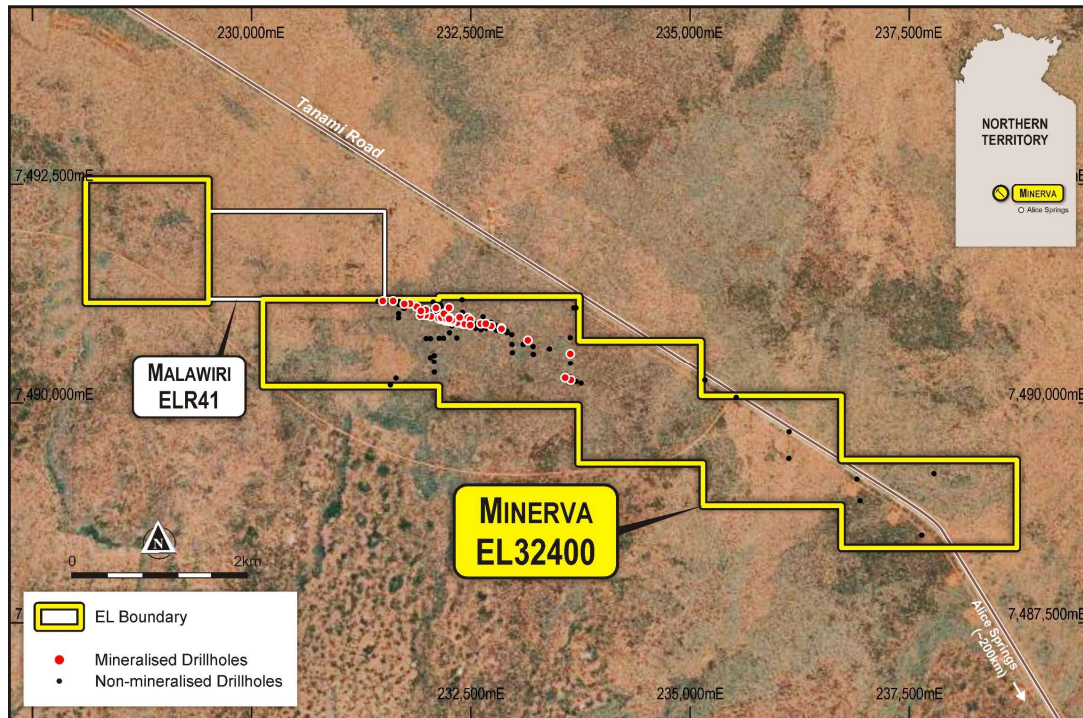 230,000mE
232,500mE
235,000mE
237,500mE
Tanami Road
NORTHERN
TERRITORY
MINERVA
Alice Springs
7,492,500mE
MALAWIRI
ELR41
7,490,000mE
7,490,000mE
MINERVA
EL32400
N
0
2km
EL Boundary
Mineralised Drillholes
Non-mineralised Drillholes
7,487,500mE
Alice Springs
(~200km)
232,500mE
235,000mE
237,500mE